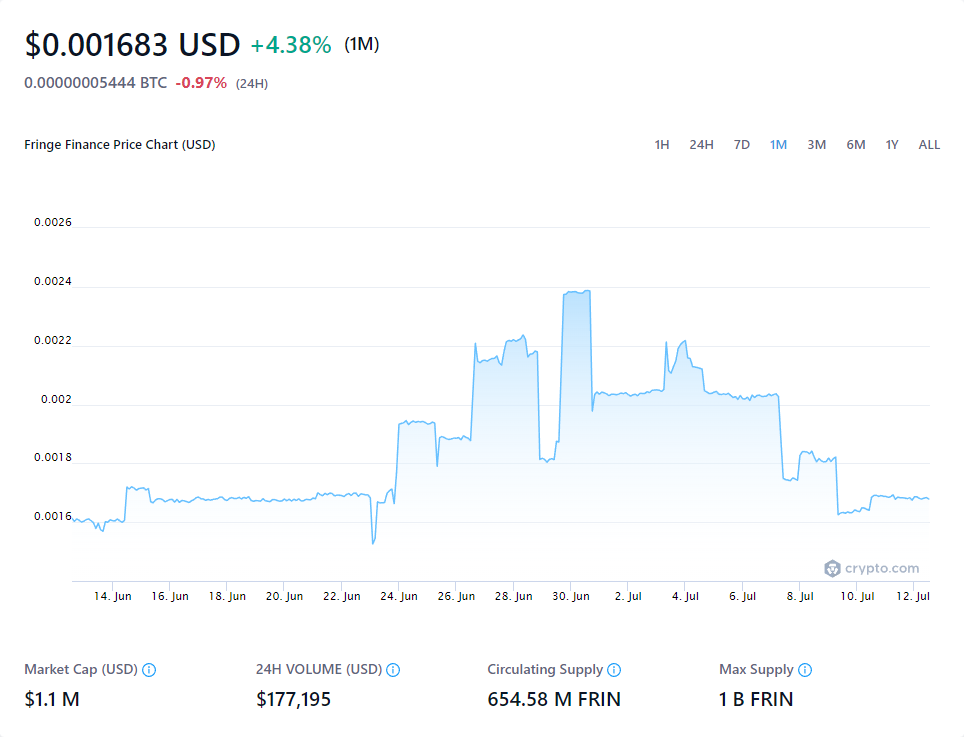 $0.001683 USD +4.38% (1M)
0.00000005444 BTC -0.97% (24H)
Fringe Finance Price Chart (USD) 1H 24H 7D 1M 3M 6M 1Y ALL
0.0026
0.0024
0.0022
0.002
0.0018
0.0016
crypto.com
14. Jun 16. Jun 18. Jun 20. Jun 22. Jun 24. Jun 26. Jun 28. Jun 30. Jun 2. Jul 4. Jul 6. Jul 8. Jul 10. Jul 12. Jul
Market Cap (USD) 24H VOLUME (USD) Circulating Supply Max Supply
$1.1 M $177,195 654.58 M FRIN 1 B FRIN